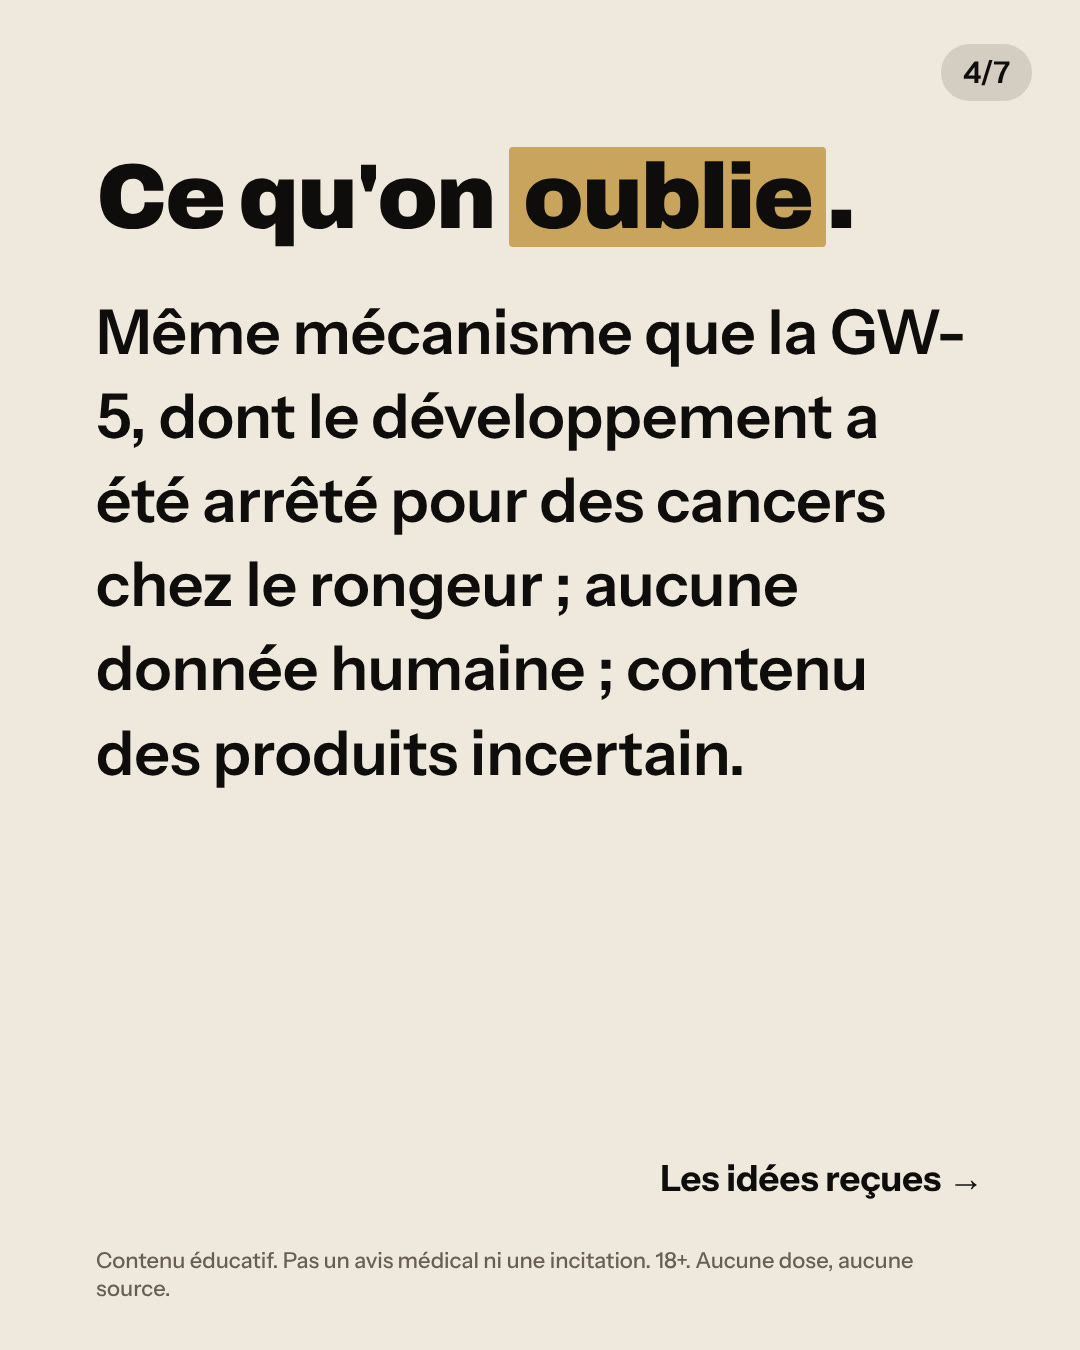 4/7
Ce qu'on oublie.
Même mécanisme que la GW-
5, dont le développement a
été arrêté pour des cancers
chez le rongeur ; aucune
donnée humaine ; contenu
des produits incertain.
Les idées reçues →
Contenu éducatif. Pas un avis médical ni une incitation. 18+. Aucune dose, aucune
source.